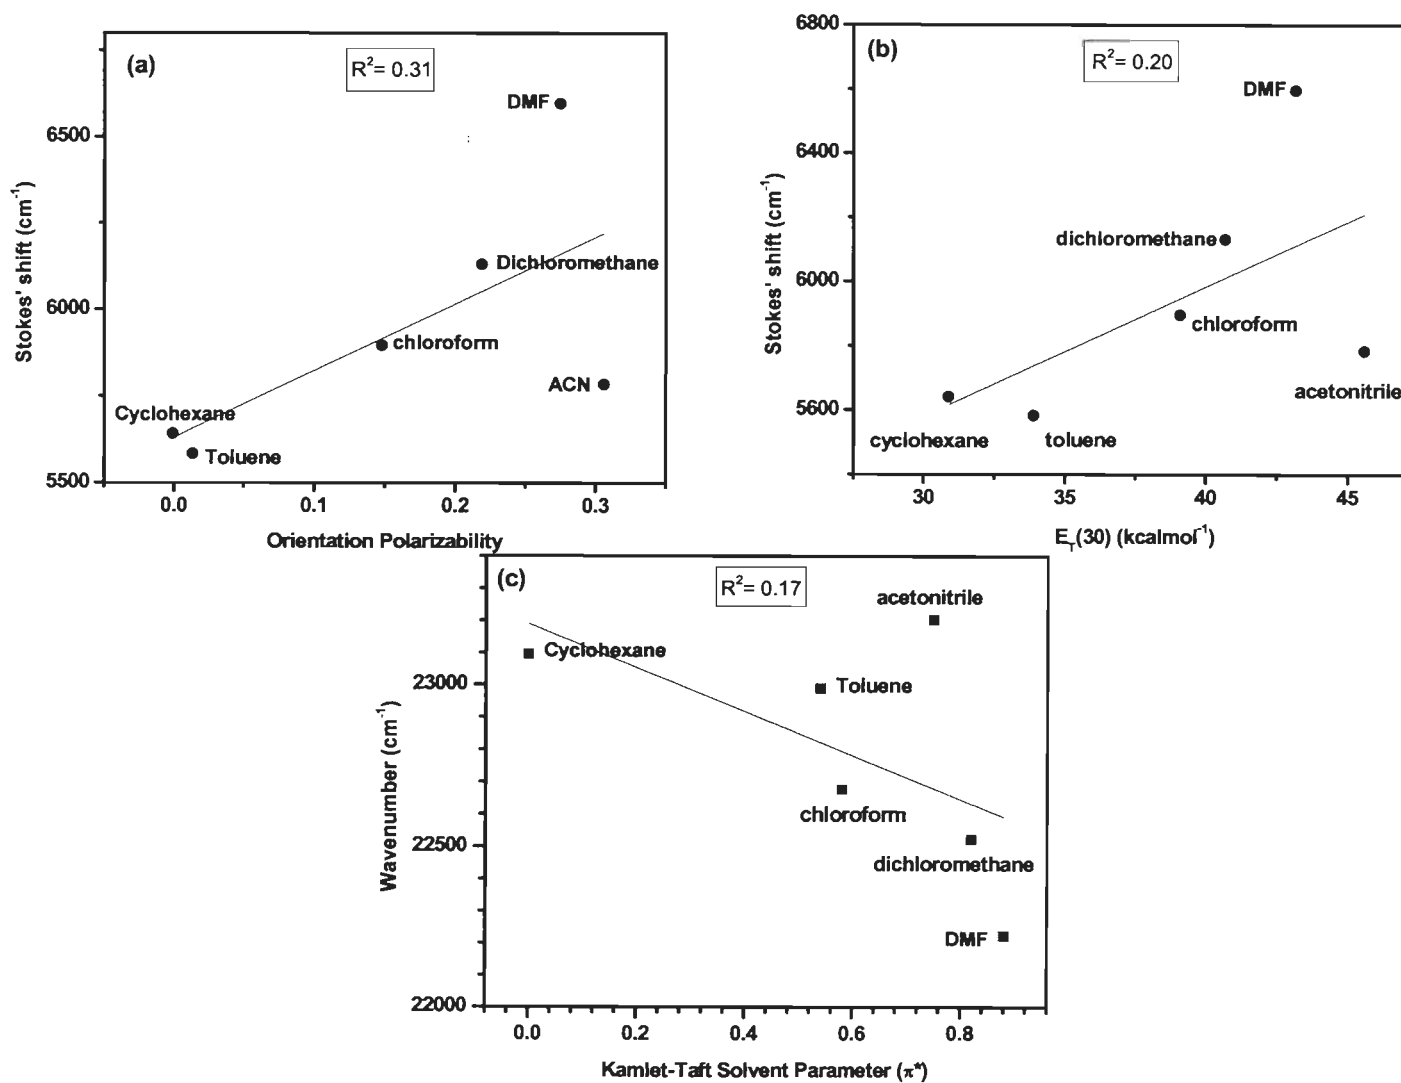 (a)
R²= 0.31
DMF
6500
Stokes' shift (cm⁻¹)
Dichloromethane
6000
chloroform
ACN
Cyclohexane
Toluene
5500
0.0 0.1 0.2 0.3
Orientation Polarizability
6800
(b)
R²= 0.20
DMF
6400
Stokes' shift (cm⁻¹)
dichloromethane
6000
chloroform
acetonitrile
5600
cyclohexane
toluene
30 35 40 45
E_T(30) (kcalmol⁻¹)
(c)
R²= 0.17
acetonitrile
Cyclohexane
23000
Toluene
Wavenumber (cm⁻¹)
chloroform
22500
dichloromethane
DMF
22000
0.0 0.2 0.4 0.6 0.8
Kamlet-Taft Solvent Parameter (π*)